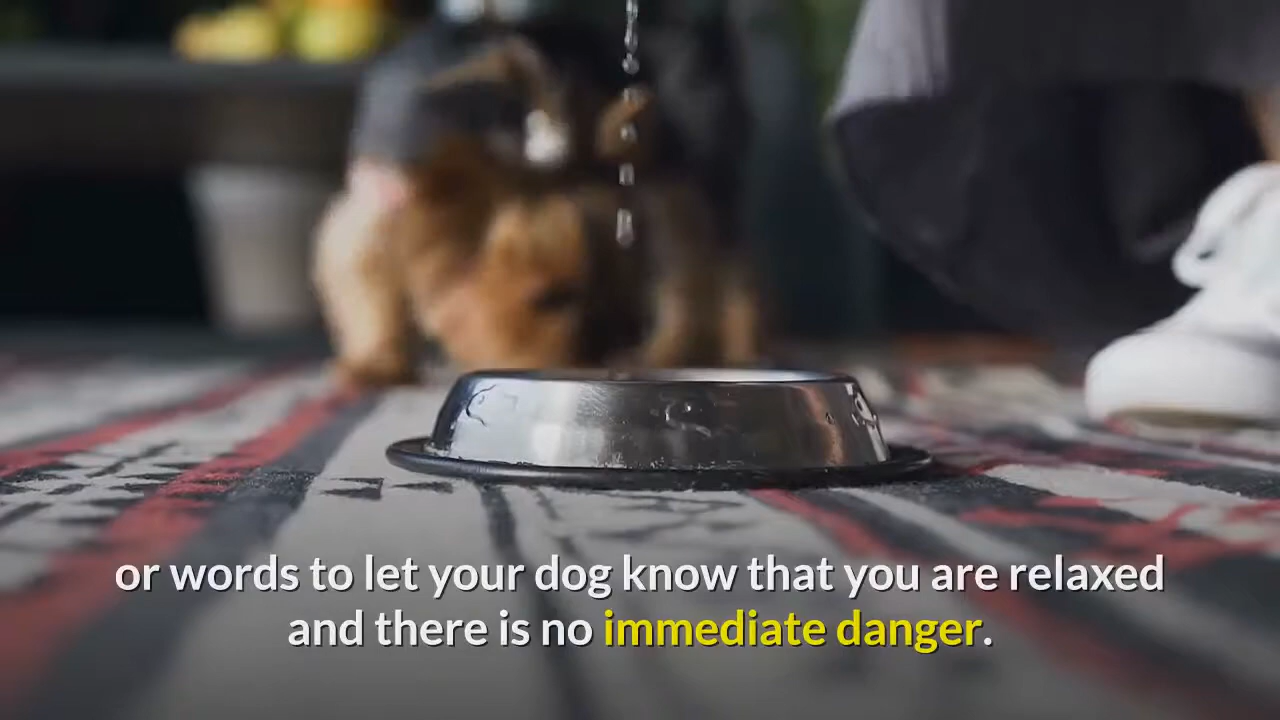 or words to let your dog know that you are relaxed
and there is no immediate danger.